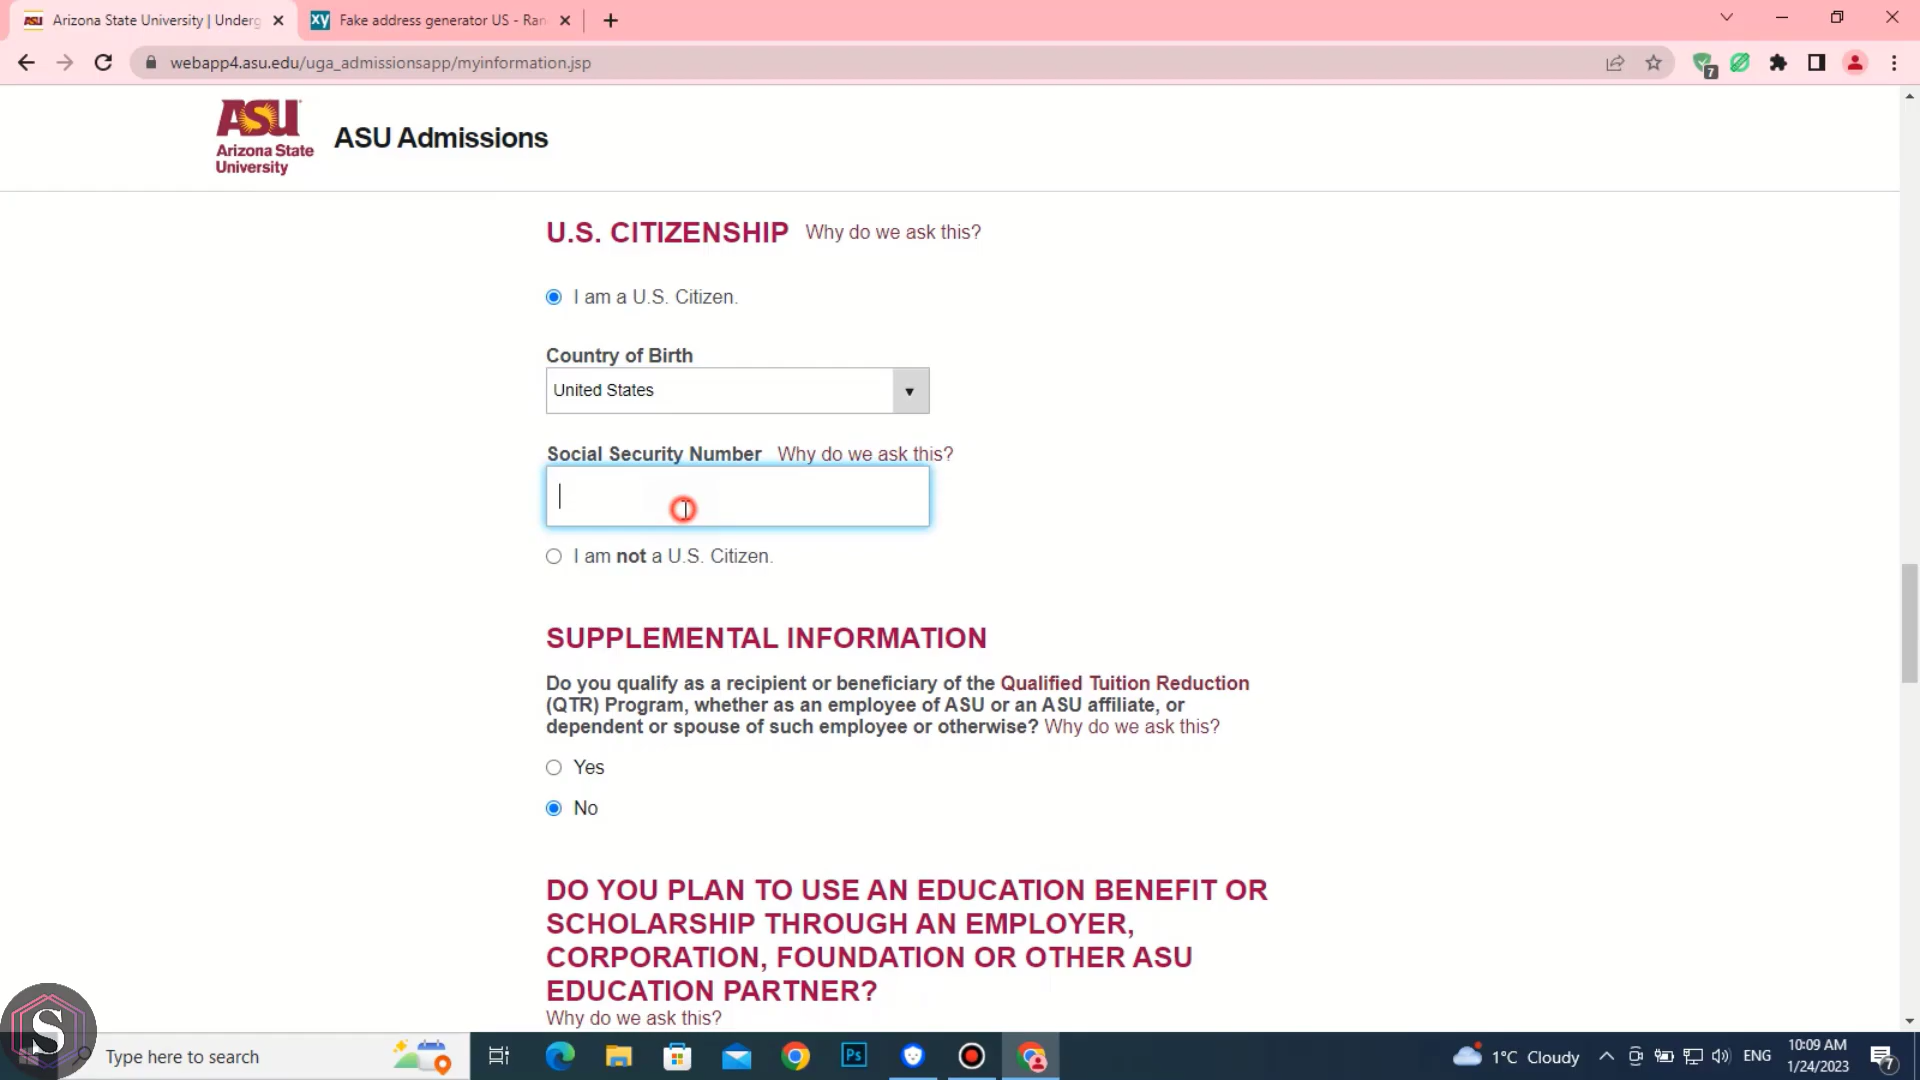 Arizona State University | Underg
Fake address generator US - Ran
webapp4.asu.edu/uga_admissionsapp/myinformation.jsp
7
ASU
Arizona State
University
ASU Admissions
U.S. CITIZENSHIP Why do we ask this?
I am a U.S. Citizen.
Country of Birth
United States
Social Security Number Why do we ask this?
I am not a U.S. Citizen.
SUPPLEMENTAL INFORMATION
Do you qualify as a recipient or beneficiary of the Qualified Tuition Reduction
(QTR) Program, whether as an employee of ASU or an ASU affiliate, or
dependent or spouse of such employee or otherwise? Why do we ask this?
Yes
No
DO YOU PLAN TO USE AN EDUCATION BENEFIT OR
SCHOLARSHIP THROUGH AN EMPLOYER,
CORPORATION, FOUNDATION OR OTHER ASU
EDUCATION PARTNER?
Why do we ask this?
S
Type here to search
Ps
1°C Cloudy
ENG
10:09 AM
1/24/2023
7